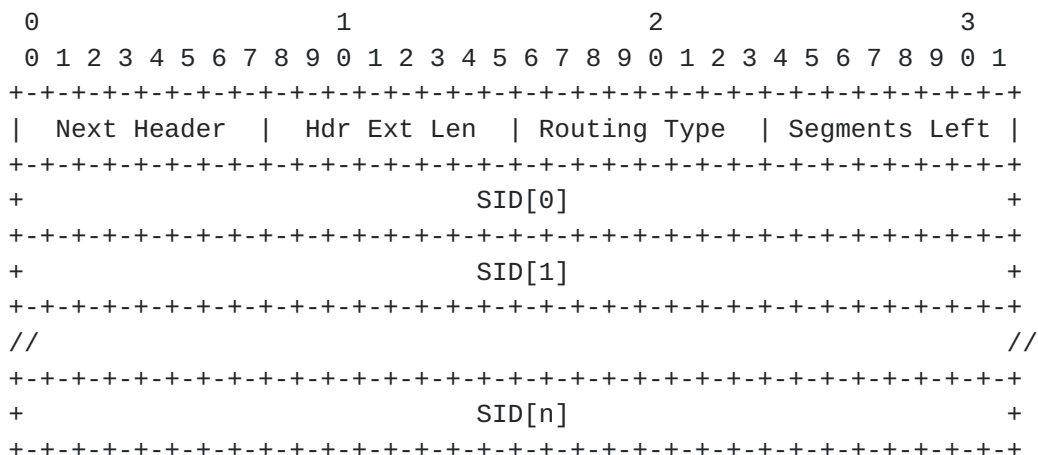 0                   1                   2                   3
 0 1 2 3 4 5 6 7 8 9 0 1 2 3 4 5 6 7 8 9 0 1 2 3 4 5 6 7 8 9 0 1
+-+-+-+-+-+-+-+-+-+-+-+-+-+-+-+-+-+-+-+-+-+-+-+-+-+-+-+-+-+-+-+-+
|  Next Header  |  Hdr Ext Len  | Routing Type  | Segments Left |
+-+-+-+-+-+-+-+-+-+-+-+-+-+-+-+-+-+-+-+-+-+-+-+-+-+-+-+-+-+-+-+-+
+                             SID[0]                            +
+-+-+-+-+-+-+-+-+-+-+-+-+-+-+-+-+-+-+-+-+-+-+-+-+-+-+-+-+-+-+-+-+
+                             SID[1]                            +
+-+-+-+-+-+-+-+-+-+-+-+-+-+-+-+-+-+-+-+-+-+-+-+-+-+-+-+-+-+-+-+-+
//                                                              //
+-+-+-+-+-+-+-+-+-+-+-+-+-+-+-+-+-+-+-+-+-+-+-+-+-+-+-+-+-+-+-+-+
+                             SID[n]                            +
+-+-+-+-+-+-+-+-+-+-+-+-+-+-+-+-+-+-+-+-+-+-+-+-+-+-+-+-+-+-+-+-+